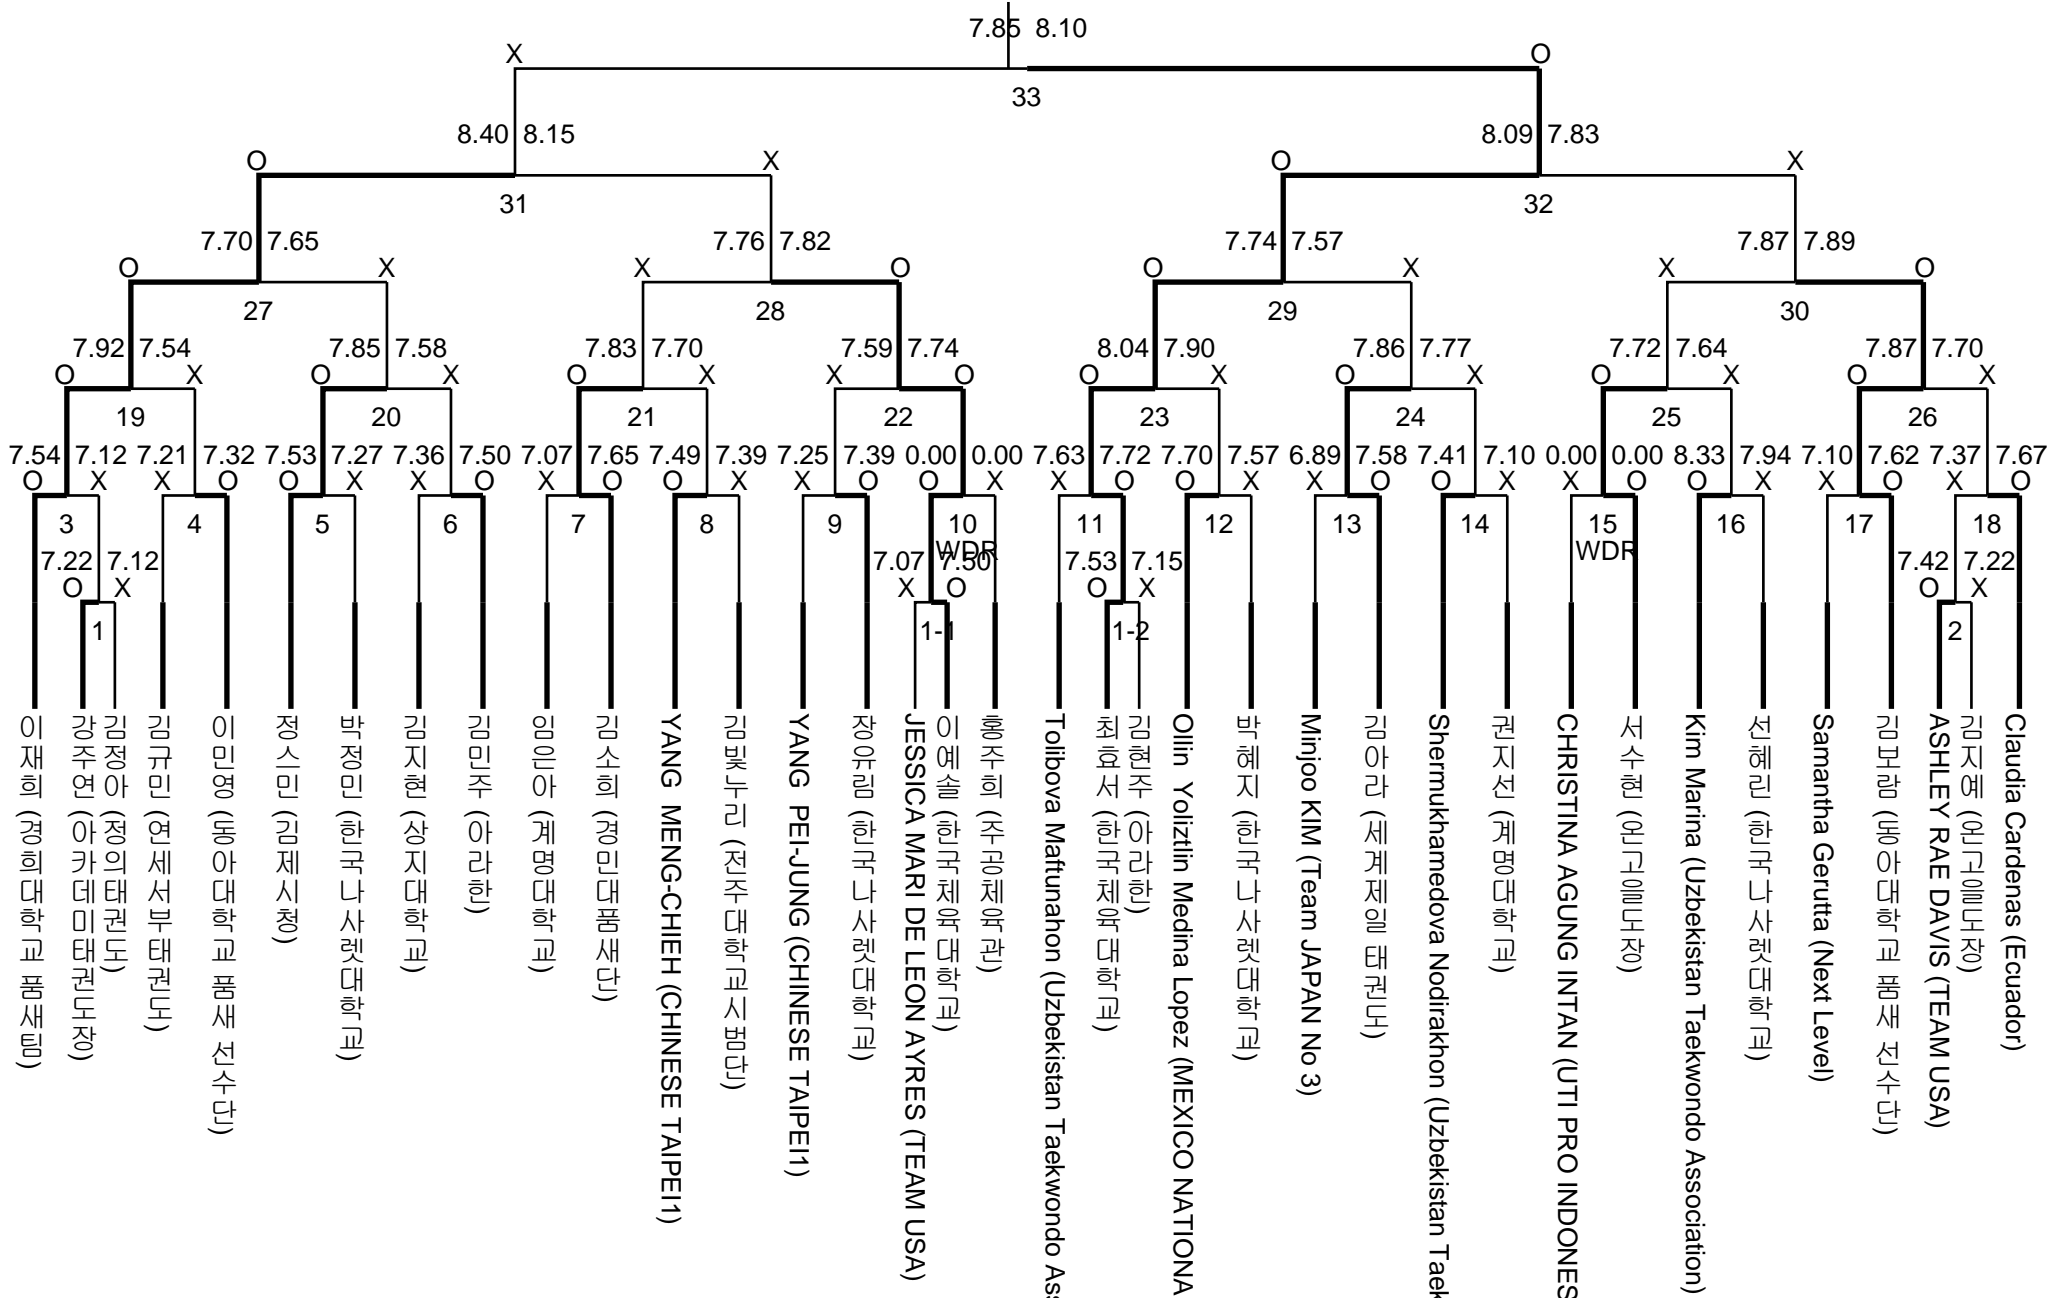 7.85 8.10
X O
33
8.40 8.15 8.09 7.83
O X O X
31 32
7.70 7.65 7.76 7.82 7.74 7.57 7.87 7.89
O X X O O X X O
27 28 29 30
7.92 7.54 7.85 7.58 7.83 7.70 7.59 7.74 8.04 7.90 7.86 7.77 7.72 7.64 7.87 7.70
O X O X O X X O O X O X O X O X
19 20 21 22 23 24 25 26
7.54 7.12 7.21 7.32 7.53 7.27 7.36 7.50 7.07 7.65 7.49 7.39 7.25 7.39 0.00 0.00 7.63 7.72 7.70 7.57 6.89 7.58 7.41 7.10 0.00 0.00 8.33 7.94 7.10 7.62 7.37 7.67
O X X O O X X O X O O X X O O X X O O X X O O X X O O X X O X O
3 4 5 6 7 8 9 10 11 12 13 14 15 16 17 18
WDR WDR
7.22 7.12 7.07 7.50 7.53 7.15 7.42 7.22
O X X O O X O X
1 1-1 1-2 2
이재희 (경희대학교 품새팀)
강주연 (아카데미태권도장)
김정아 (정의태권도)
김규민 (연세서부태권도)
이민영 (동아대학교 품새 선수단)
정스민 (김제시청)
박정민 (한국나사렛대학교)
김지현 (상지대학교)
김민주 (아라한)
임은아 (계명대학교)
김소희 (경민대품새단)
YANG MENG-CHIEH (CHINESE TAIPEI1)
김빛누리 (전주대학교시범단)
YANG PEI-JUNG (CHINESE TAIPEI1)
장유림 (한국나사렛대학교)
JESSICA MARI DE LEON AYRES (TEAM USA)
이예솔 (한국체육대학교)
홍주희 (주공체육관)
Tolibova Maftunahon (Uzbekistan Taekwondo Ass
최효서 (한국체육대학교)
김현주 (아라한)
Ollin Yoliztlin Medina Lopez (MEXICO NATIONA
박혜지 (한국나사렛대학교)
Minjoo KIM (Team JAPAN No 3)
김아라 (세계제일 태권도)
Shermukhamedova Nodirakhon (Uzbekistan Taek
권지선 (계명대학교)
CHRISTINA AGUNG INTAN (UTI PRO INDONES
서수현 (온고을도장)
Kim Marina (Uzbekistan Taekwondo Association)
선혜린 (한국나사렛대학교)
Samantha Gerutta (Next Level)
김보람 (동아대학교 품새 선수단)
ASHLEY RAE DAVIS (TEAM USA)
김지예 (온고을도장)
Claudia Cardenas (Ecuador)